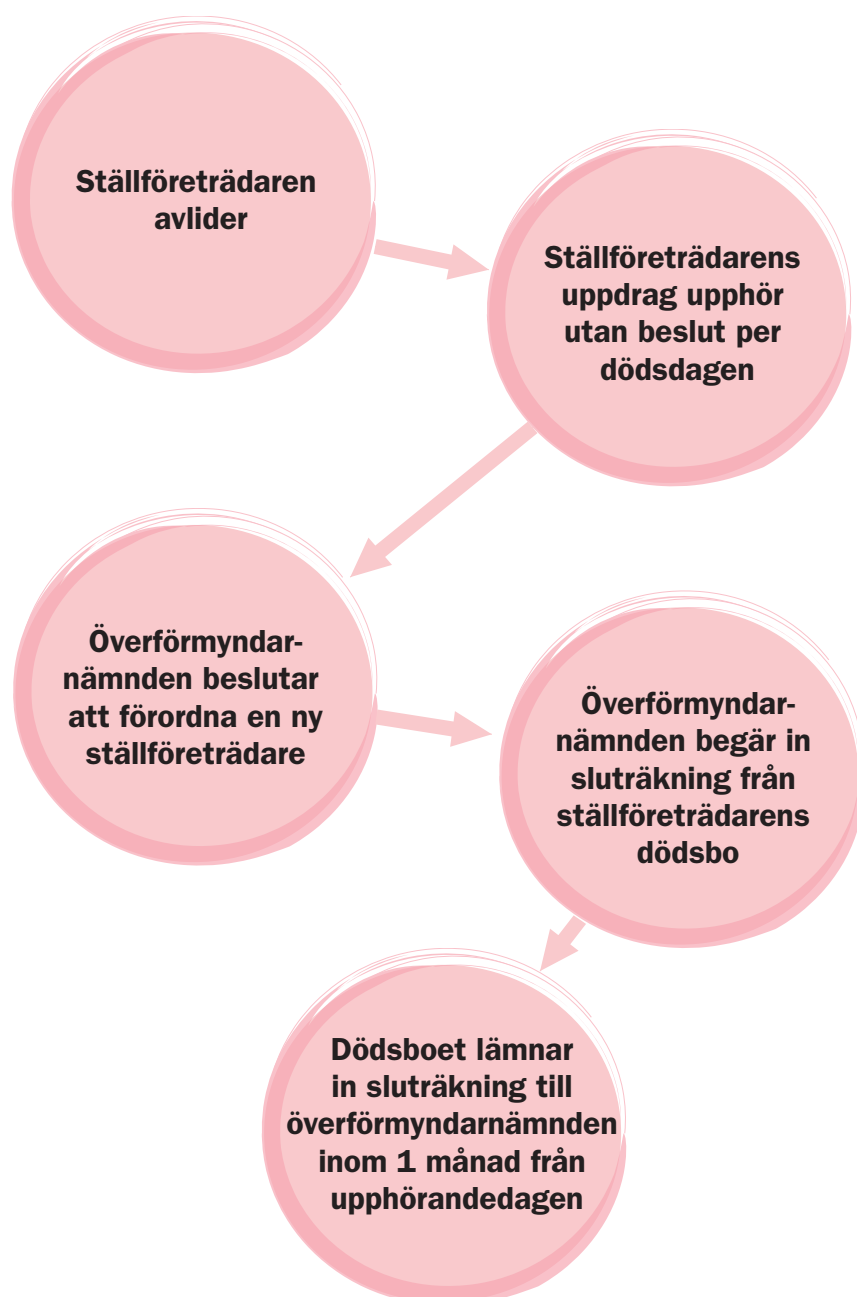 Ställföreträdaren
avlider
Ställföreträdarens
uppdrag upphör
utan beslut per
dödsdagen
Överförmyndar-
nämnden beslutar
att förordna en ny
ställföreträdare
Överförmyndar-
nämnden begär in
sluträkning från
ställföreträdarens
dödsbo
Dödsboet lämnar
in sluträkning till
överförmyndarnämnden
inom 1 månad från
upphörandedagen